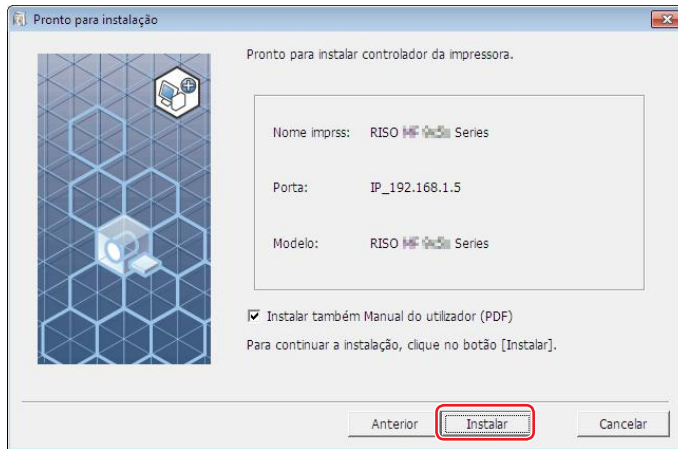 Pronto para instalação
Pronto para instalar controlador da impressora.
Nome imprss: RISO Series
Porta: IP_192.168.1.5
Modelo: RISO Series
Instalar também Manual do utilizador (PDF)
Para continuar a instalação, clique no botão [Instalar].
Anterior Instalar Cancelar